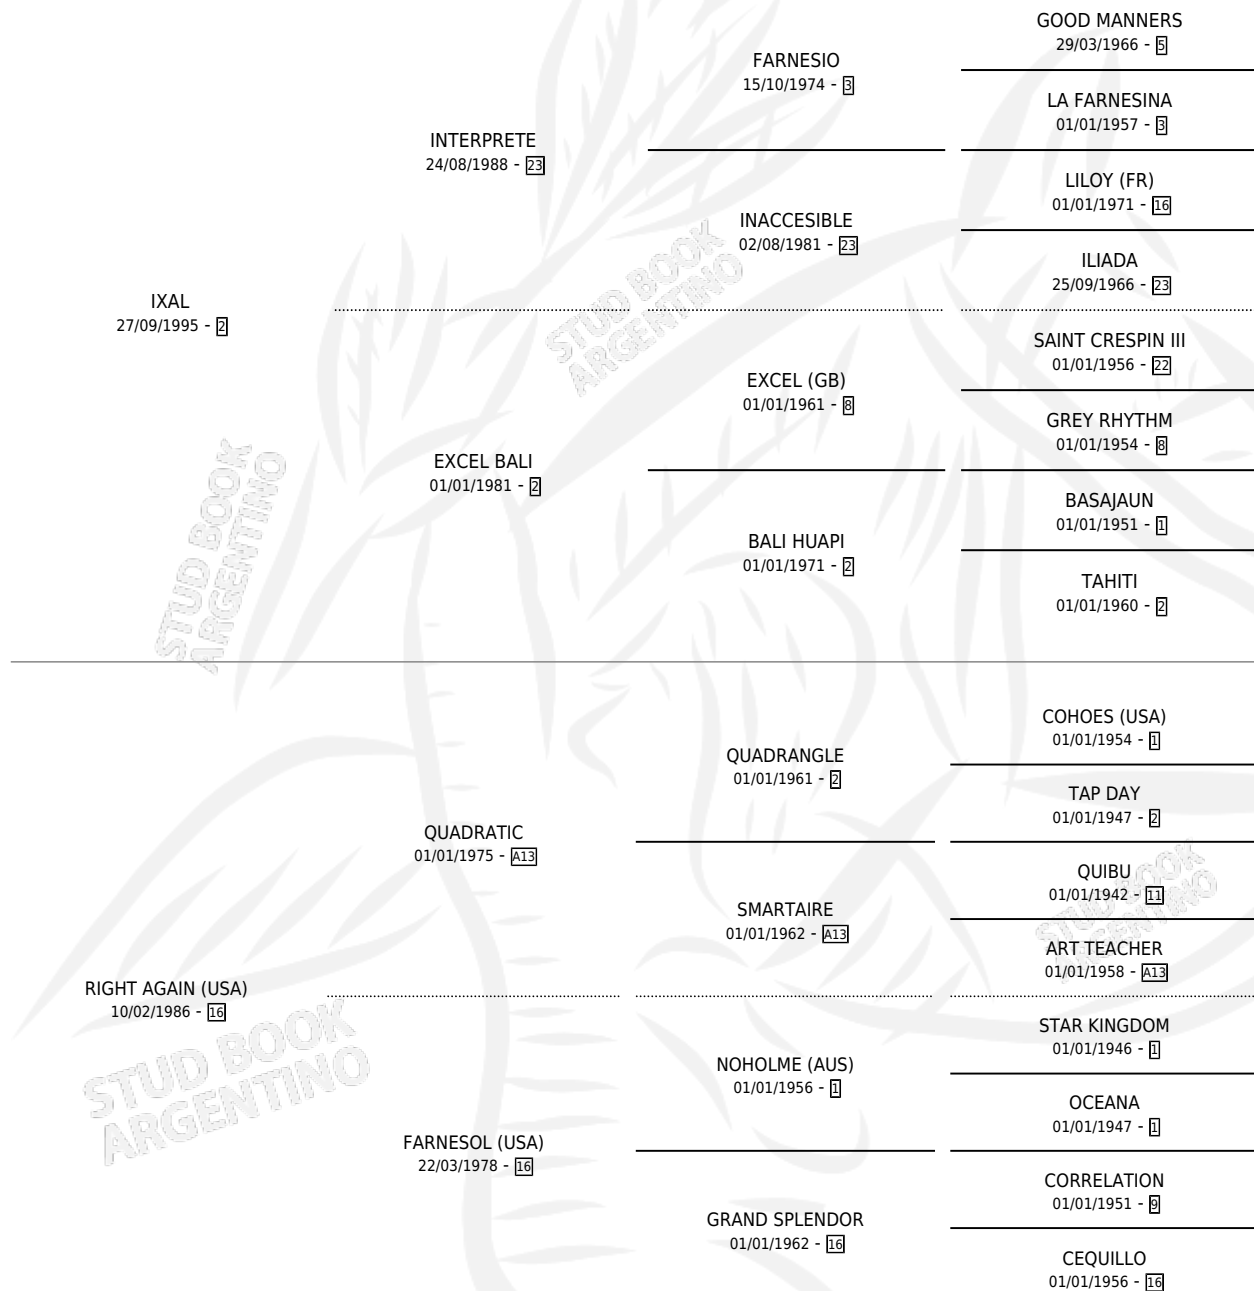 GOOD MANNERS
29/03/1966 - 5
FARNESIO
15/10/1974 - 3
LA FARNESINA
01/01/1957 - 3
INTERPRETE
24/08/1988 - 23
LILOY (FR)
01/01/1971 - 16
INACCESIBLE
02/08/1981 - 23
ILIADA
25/09/1966 - 23
IXAL
27/09/1995 - 2
SAINT CRESPIN III
01/01/1956 - 22
EXCEL (GB)
01/01/1961 - 8
GREY RHYTHM
01/01/1954 - 8
EXCEL BALI
01/01/1981 - 2
BASAJAUN
01/01/1951 - 1
BALI HUAPI
01/01/1971 - 2
TAHITI
01/01/1960 - 2
COHOES (USA)
01/01/1954 - 1
QUADRANGLE
01/01/1961 - 2
TAP DAY
01/01/1947 - 2
QUADRATIC
01/01/1975 - A13
QUIBU
01/01/1942 - 11
SMARTAIRE
01/01/1962 - A13
ART TEACHER
01/01/1958 - A13
RIGHT AGAIN (USA)
10/02/1986 - 16
STAR KINGDOM
01/01/1946 - 1
NOHOLME (AUS)
01/01/1956 - 1
OCEANA
01/01/1947 - 1
FARNESOL (USA)
22/03/1978 - 16
CORRELATION
01/01/1951 - 9
GRAND SPLENDOR
01/01/1962 - 16
CEQUILLO
01/01/1956 - 16
STUD BOOK
ARGENTINO
STUD BOOK
ARGENTINO
STUD BOOK
ARGENTINO
STUD BOOK
ARGENTINO